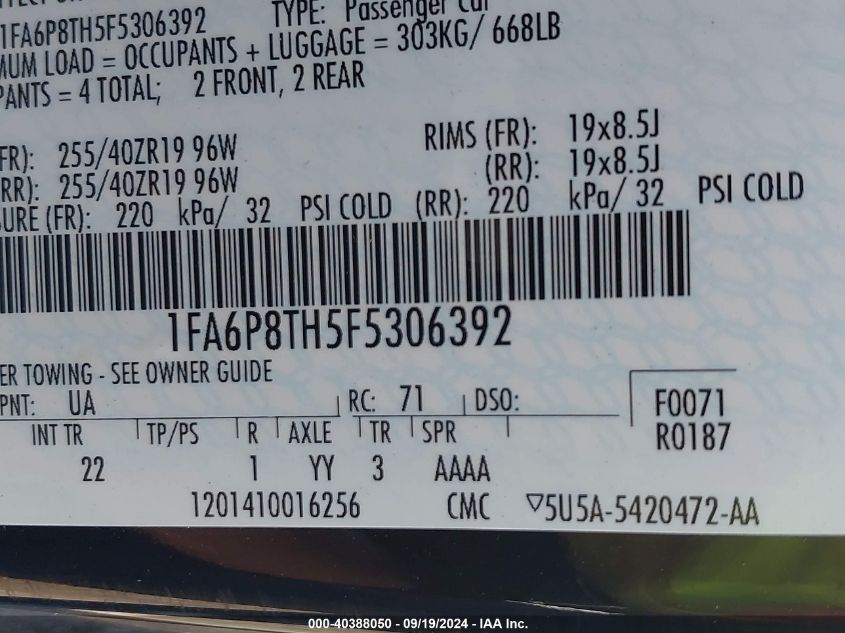 TYPE: Passenger Car
1FA6P8TH5F5306392
MUM LOAD = OCCUPANTS + LUGGAGE = 303KG/ 668LB
PANTS = 4 TOTAL; 2 FRONT, 2 REAR
FR): 255/40ZR19 96W RIMS (FR): 19x8.5J
RR): 255/40ZR19 96W (RR): 19x8.5J
URE (FR): 220 kPa/ 32 PSI COLD (RR): 220 kPa/ 32 PSI COLD
1FA6P8TH5F5306392
ER TOWING - SEE OWNER GUIDE
PNT: UA RC: 71 DSO: F0071
INT TR TP/PS R AXLE TR SPR R0187
22 1 YY 3 AAAA
1201410016256 CMC ▽5U5A-5420472-AA
000-40388050 - 09/19/2024 - IAA Inc.